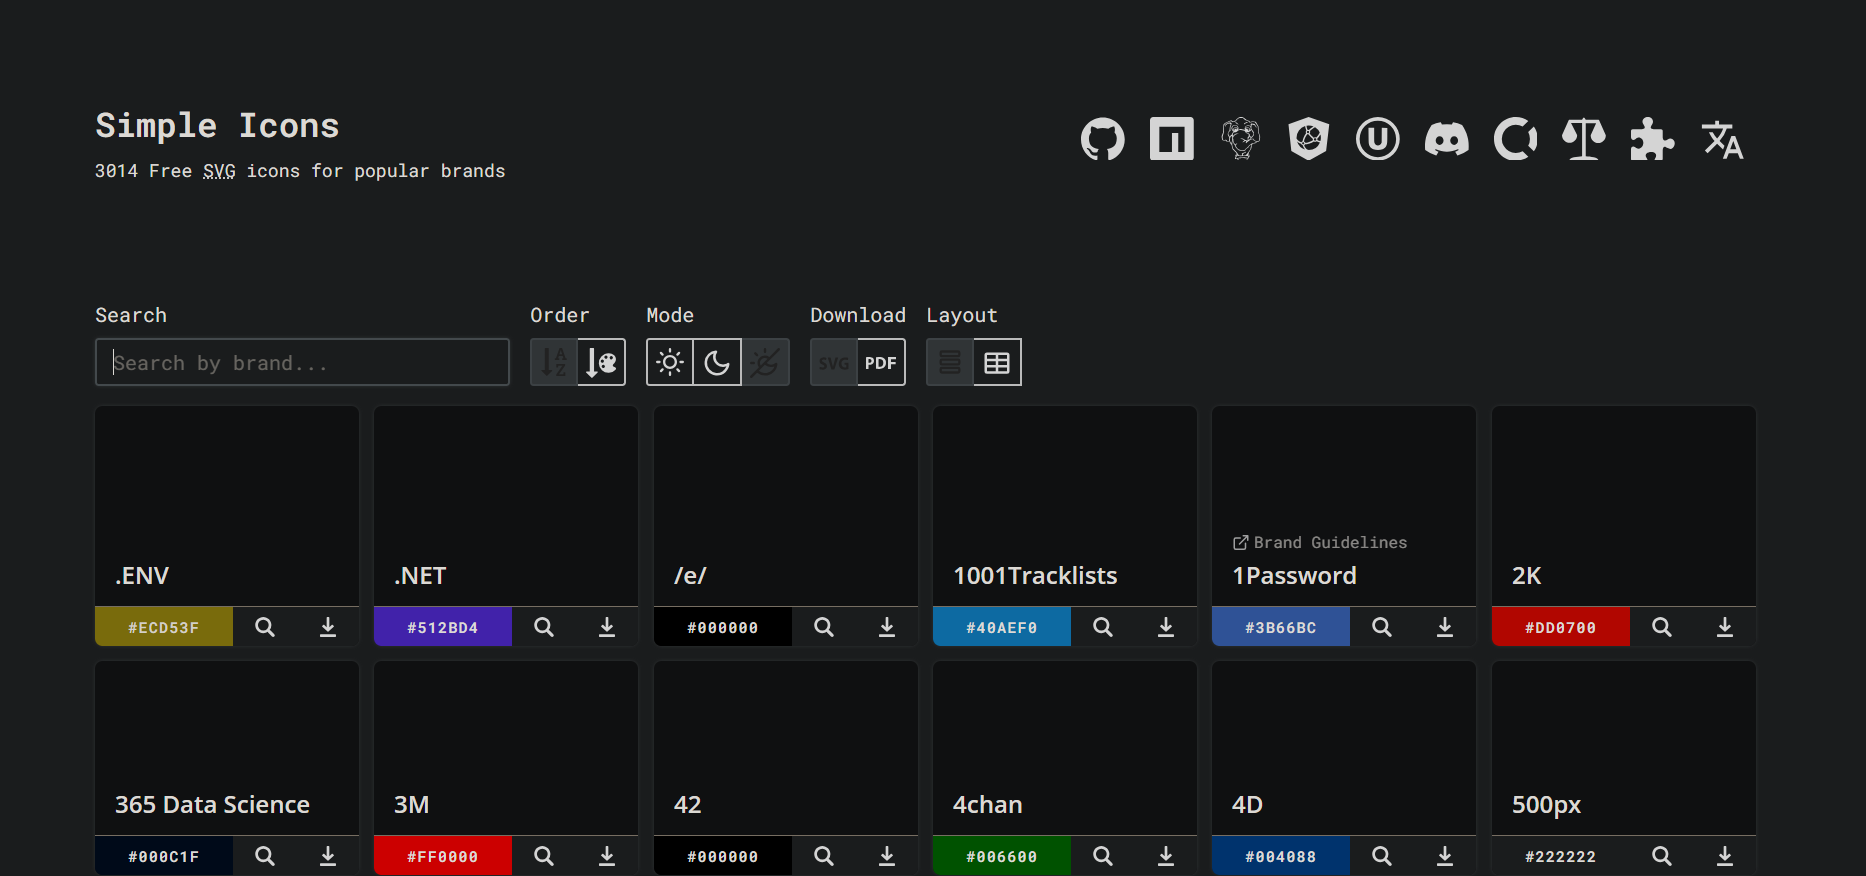 Simple Icons
3014 Free SVG icons for popular brands
Search
Order
Mode
Download
Layout
Search by brand...
A
Z
SVG
PDF
.ENV
.NET
/e/
1001Tracklists
Brand Guidelines
1Password
2K
#ECD53F
#512BD4
#000000
#40AEF0
#3B66BC
#DD0700
365 Data Science
3M
42
4chan
4D
500px
#000C1F
#FF0000
#000000
#006600
#004088
#222222